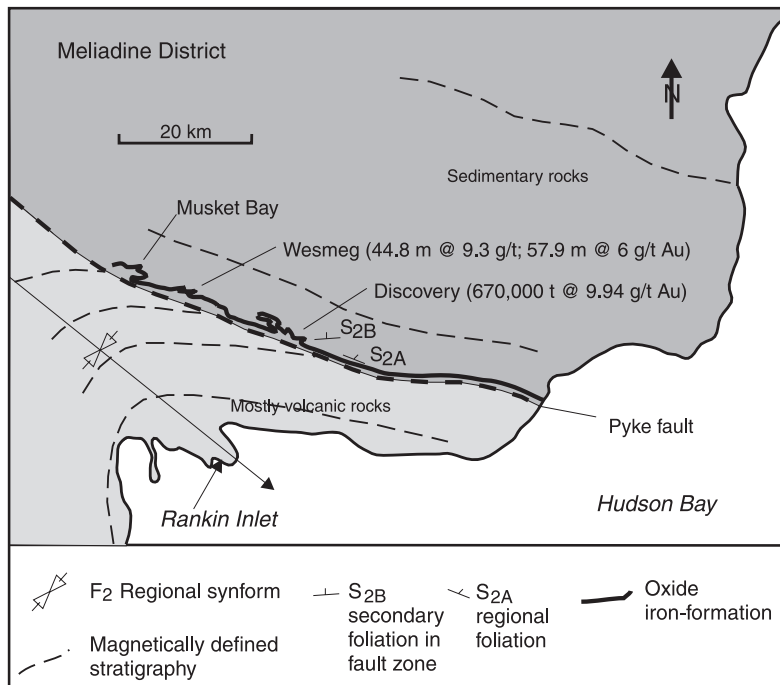 Meliadine District
N
20 km
Sedimentary rocks
Musket Bay
Wesmeg (44.8 m @ 9.3 g/t; 57.9 m @ 6 g/t Au)
Discovery (670,000 t @ 9.94 g/t Au)
S2B
S2A
Mostly volcanic rocks
Pyke fault
Rankin Inlet
Hudson Bay
F2 Regional synform
Magnetically defined
stratigraphy
S2B
secondary
foliation in
fault zone
S2A
regional
foliation
Oxide
iron-formation